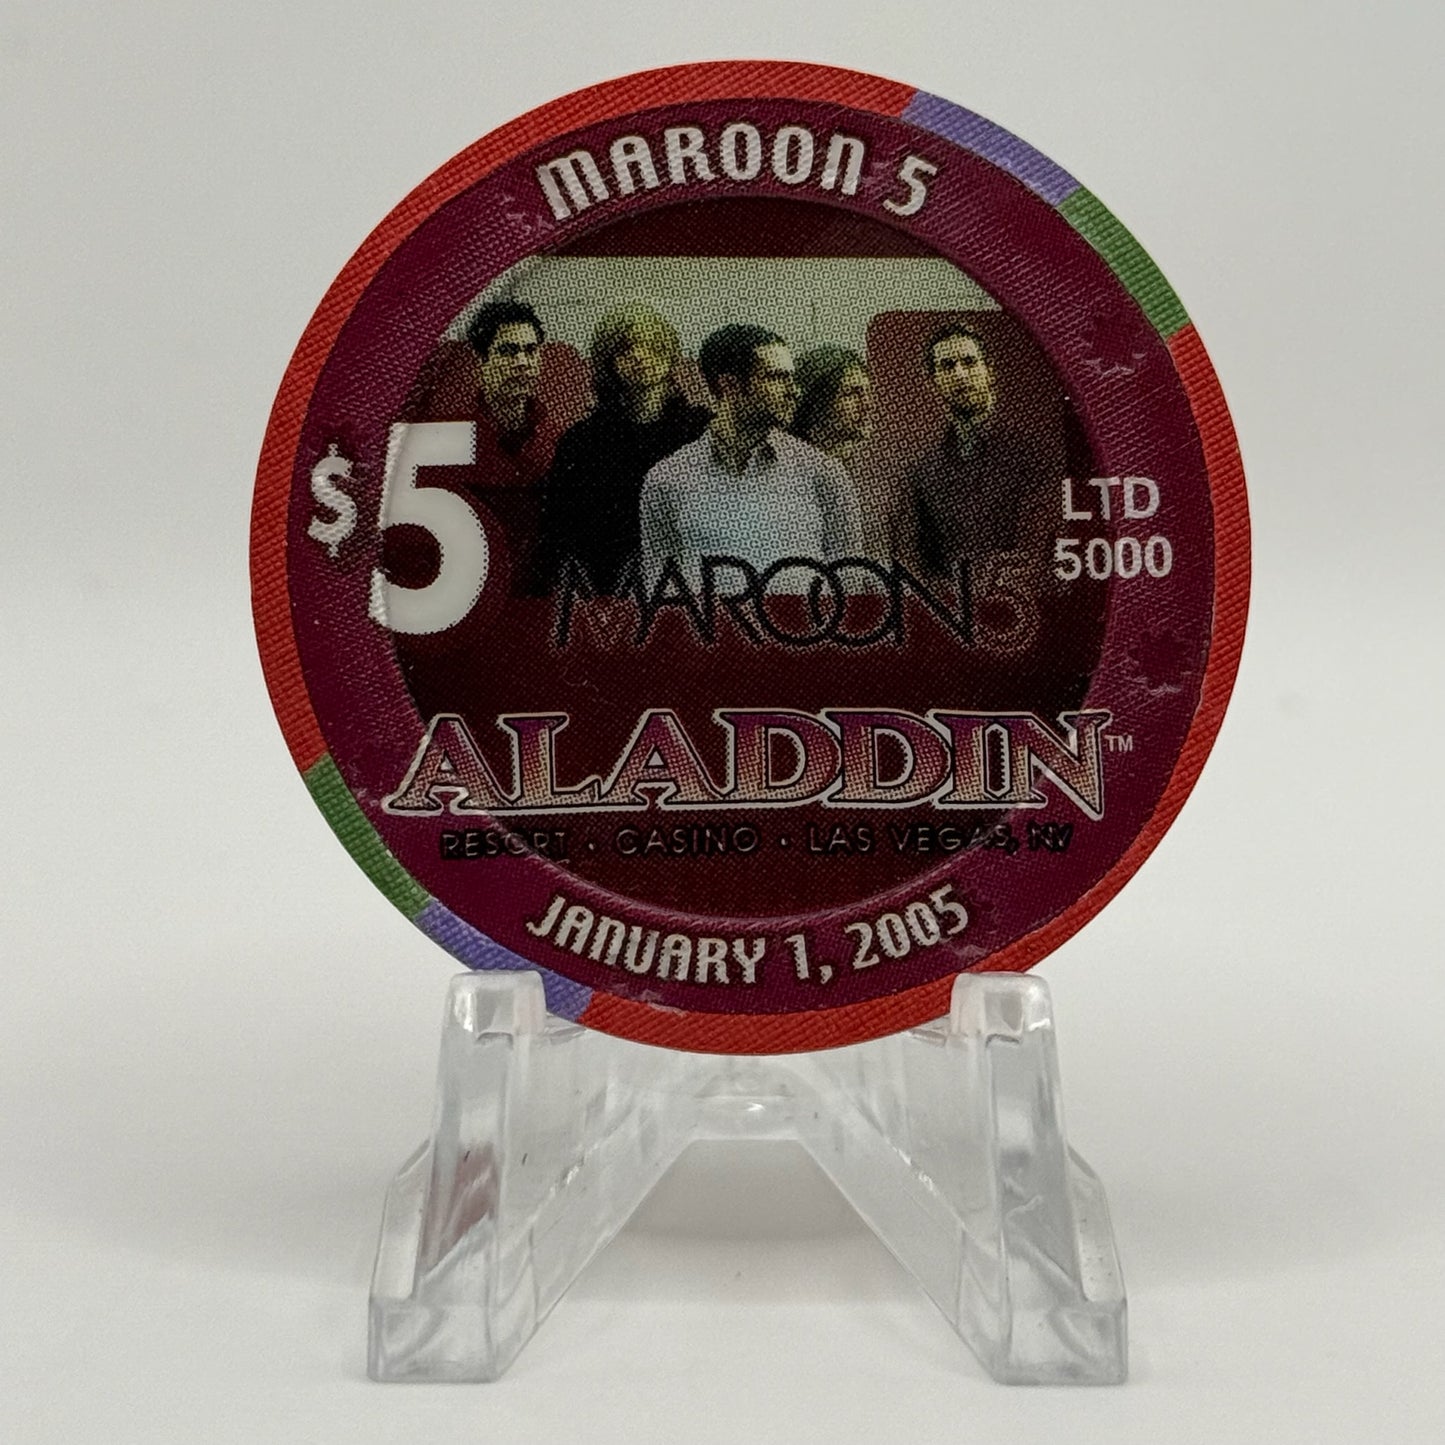 MAROON 5
$5
LTD
5000
MAROON5
ALADDIN™
RESORT · CASINO · LAS VEGAS, NV
JANUARY 1, 2005